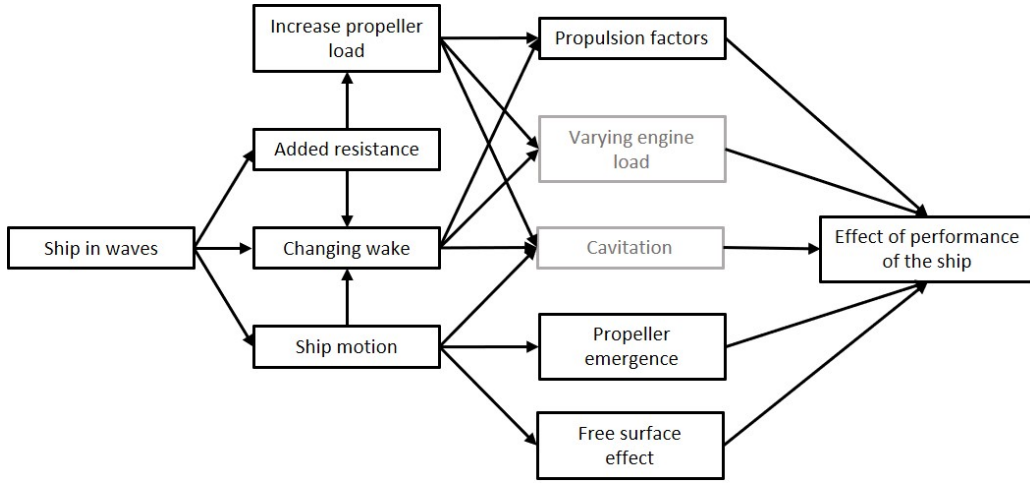 Increase propeller
load
Propulsion factors
Added resistance
Varying engine
load
Ship in waves
Changing wake
Cavitation
Effect of performance
of the ship
Ship motion
Propeller
emergence
Free surface
effect